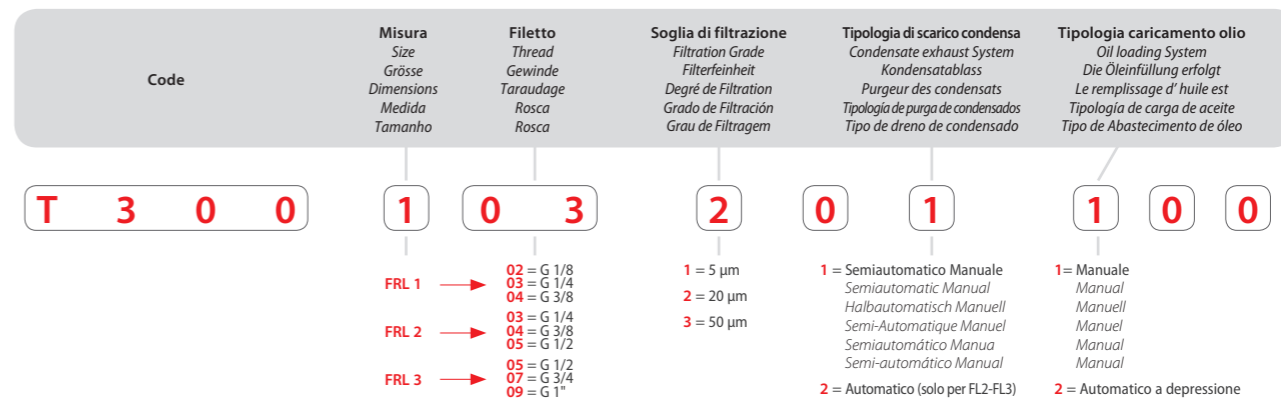 Code
Misura
Size
Grösse
Dimensions
Medida
Tamanho
Filetto
Thread
Gewinde
Taraudage
Rosca
Rosca
Soglia di filtrazione
Filtration Grade
Filterfeinheit
Degré de Filtration
Grado de Filtración
Grau de Filtragem
Tipologia di scarico condensa
Condensate exhaust System
Kondensatablass
Purgeur des condensats
Tipología de purga de condensados
Tipo de dreno de condensado
Tipologia caricamento olio
Oil loading System
Die Öleinfüllung erfolgt
Le remplissage d' huile est
Tipología de carga de aceite
Tipo de Abastecimento de óleo
T 3 0 0 1 0 3 2 0 1 1 0 0
FRL 1
02 = G 1/8
03 = G 1/4
04 = G 3/8
FRL 2
03 = G 1/4
04 = G 3/8
05 = G 1/2
FRL 3
05 = G 1/2
07 = G 3/4
09 = G 1"
1 = 5 µm
2 = 20 µm
3 = 50 µm
1 = Semiautomatico Manuale
Semiautomatic Manual
Halbautomatisch Manuell
Semi-Automatique Manuel
Semiautomático Manua
Semi-automático Manual
2 = Automatico (solo per FL2-FL3)
1= Manuale
Manual
Manuell
Manuel
Manual
Manual
2 = Automatico a depressione